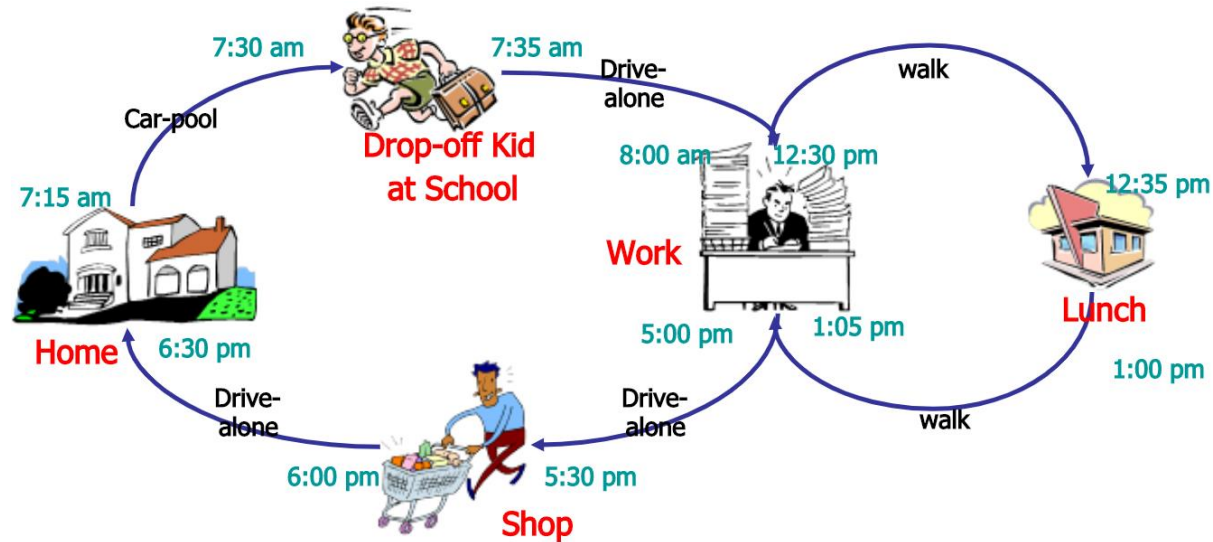 7:30 am
7:35 am
Drive-
alone
walk
Car-pool
Drop-off Kid
at School
8:00 am
12:30 pm
7:15 am
12:35 pm
Work
Lunch
5:00 pm
1:05 pm
Home
6:30 pm
1:00 pm
Drive-
alone
Drive-
alone
walk
6:00 pm
5:30 pm
Shop